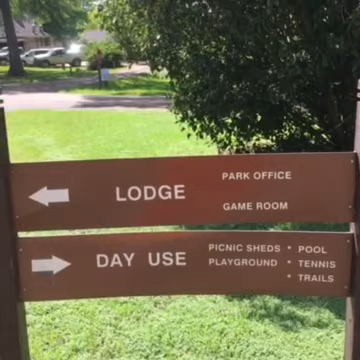 PARK OFFICE
LODGE
GAME ROOM
PICNIC SHEDS * POOL
DAY USE
PLAYGROUND * TENNIS
* TRAILS